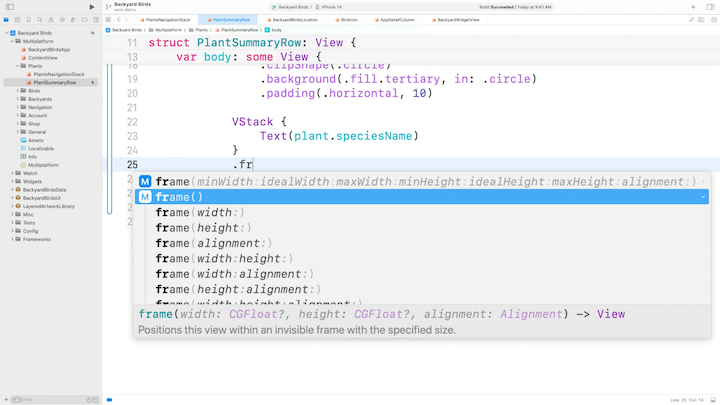 Backyard Birds
BackyardBirds
iPhone 14
Build Succeeded | Today at 9:41 AM
PlantsNavigationStack
PlantSummaryRow
BackyardBirdsLocation
BirdIcon
AppDetailColumn
BackyardWidgetView
Backyard Birds
Multiplatform
Plants
PlantSummaryRow
body
Backyard Birds
Multiplatform
BackyardBirdsApp
ContentView
Plants
PlantsNavigationStack
PlantSummaryRow
A
Birds
Backyards
Navigation
Account
Shop
General
Assets
Localizable
Info
Multiplatform
Watch
Widgets
BackyardBirdsData
BackyardBirdsUI
LayeredArtworkLibrary
Misc
Tests
Config
Frameworks
Filter
11 struct PlantSummaryRow: View {
13 var body: some View {
18 .clipShape(.circle)
19 .background(.fill.tertiary, in: .circle)
20 .padding(.horizontal, 10)
21
22 VStack {
23 Text(plant.speciesName)
24 }
25 .fr
M frame(minWidth:idealWidth:maxWidth:minHeight:idealHeight:maxHeight:alignment:)
M frame()
frame(width:)
frame(height:)
frame(alignment:)
frame(width:height:)
frame(width:alignment:)
frame(height:alignment:)
frame(width:height:alignment:)
frame(width: CGFloat?, height: CGFloat?, alignment: Alignment) -> View
Positions this view within an invisible frame with the specified size.
Line: 25 Col: 16